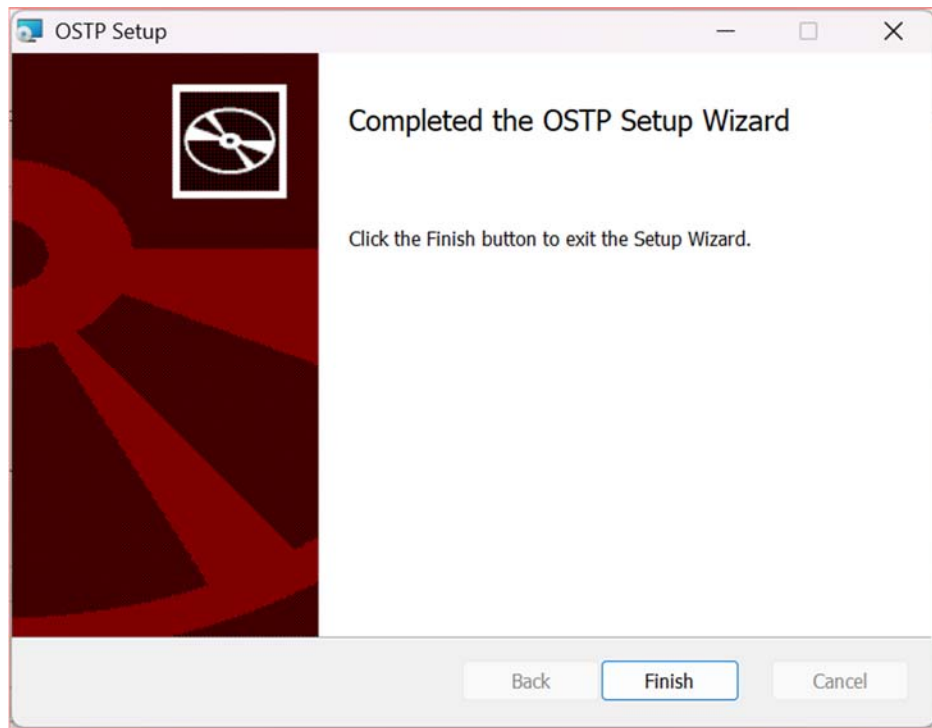 OSTP Setup
Completed the OSTP Setup Wizard
Click the Finish button to exit the Setup Wizard.
Back
Finish
Cancel